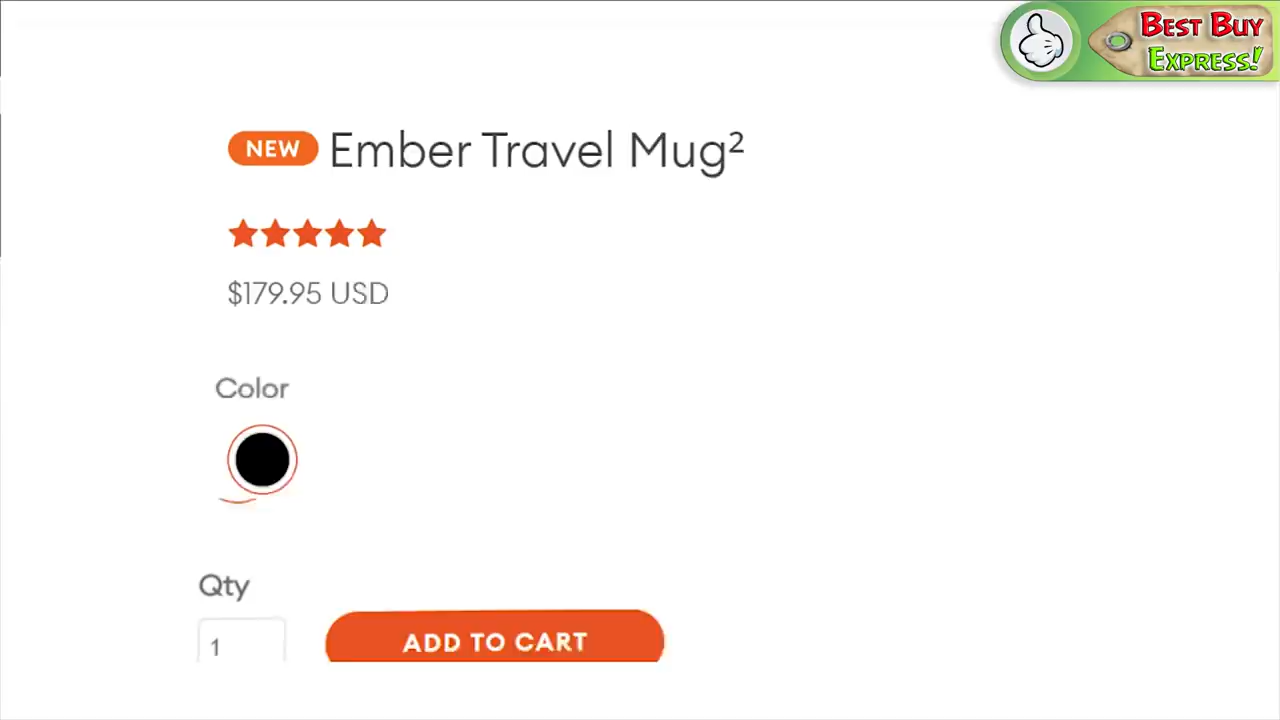 Best Buy
Express!
NEW Ember Travel Mug²
$179.95 USD
Color
Qty
1
ADD TO CART